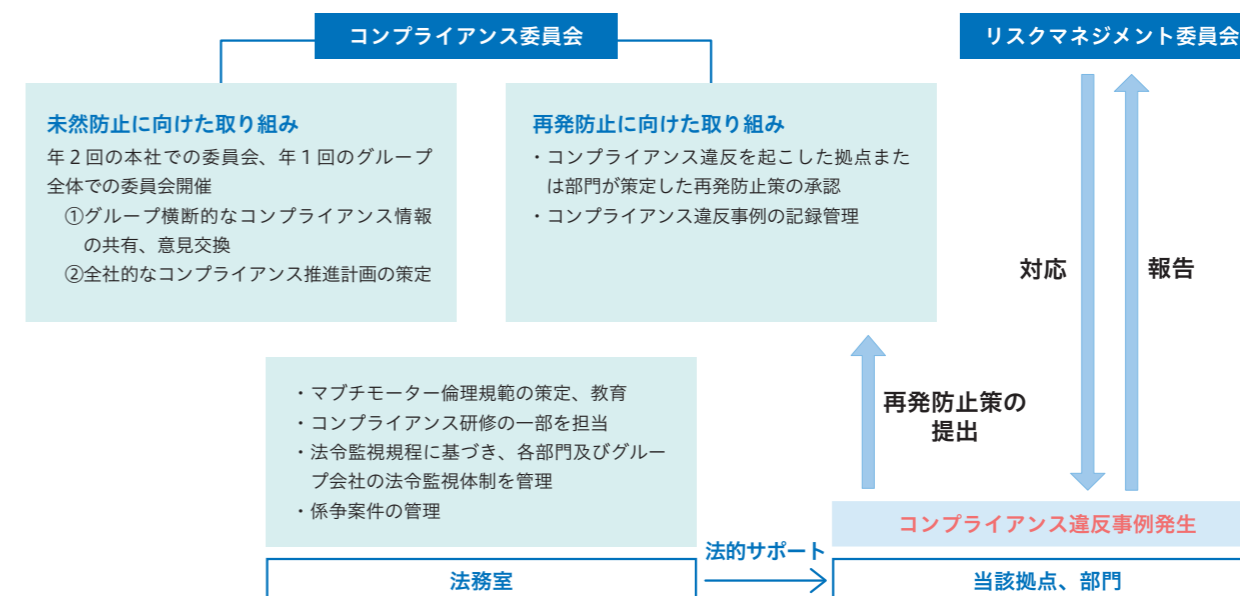 コンプライアンス委員会
リスクマネジメント委員会
未然防止に向けた取り組み
年2回の本社での委員会、年1回のグループ
全体での委員会開催
①グループ横断的なコンプライアンス情報
の共有、意見交換
②全社的なコンプライアンス推進計画の策定
再発防止に向けた取り組み
・コンプライアンス違反を起こした拠点また
は部門が策定した再発防止策の承認
・コンプライアンス違反事例の記録管理
対応
報告
・マブチモーター倫理規範の策定、教育
・コンプライアンス研修の一部を担当
・法令監視規程に基づき、各部門及びグルー
プ会社の法令監視体制を管理
・係争案件の管理
再発防止策の
提出
コンプライアンス違反事例発生
法務室
法的サポート
当該拠点、部門